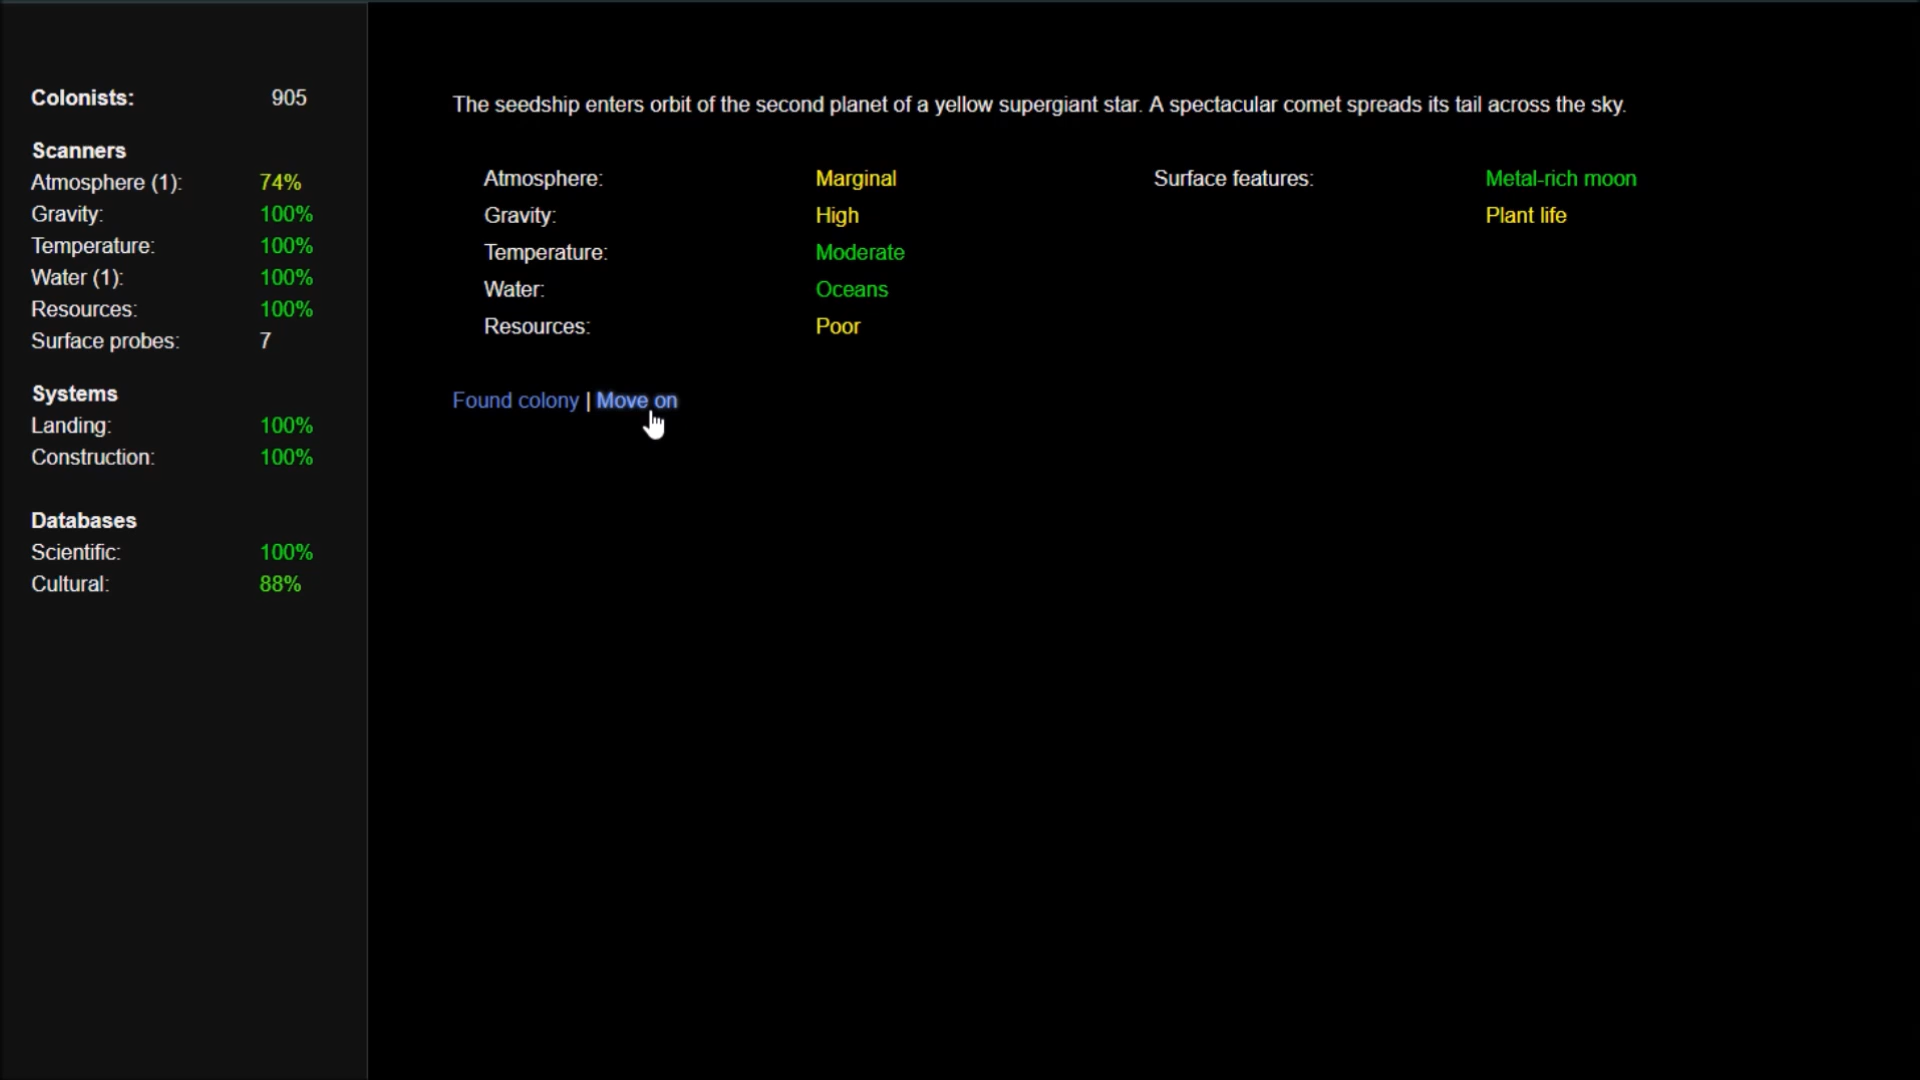 Colonists: 905
Scanners
Atmosphere (1): 74%
Gravity: 100%
Temperature: 100%
Water (1): 100%
Resources: 100%
Surface probes: 7
Systems
Landing: 100%
Construction: 100%
Databases
Scientific: 100%
Cultural: 88%
The seedship enters orbit of the second planet of a yellow supergiant star. A spectacular comet spreads its tail across the sky.
Atmosphere: Marginal Surface features: Metal-rich moon
Gravity: High Plant life
Temperature: Moderate
Water: Oceans
Resources: Poor
Found colony | Move on